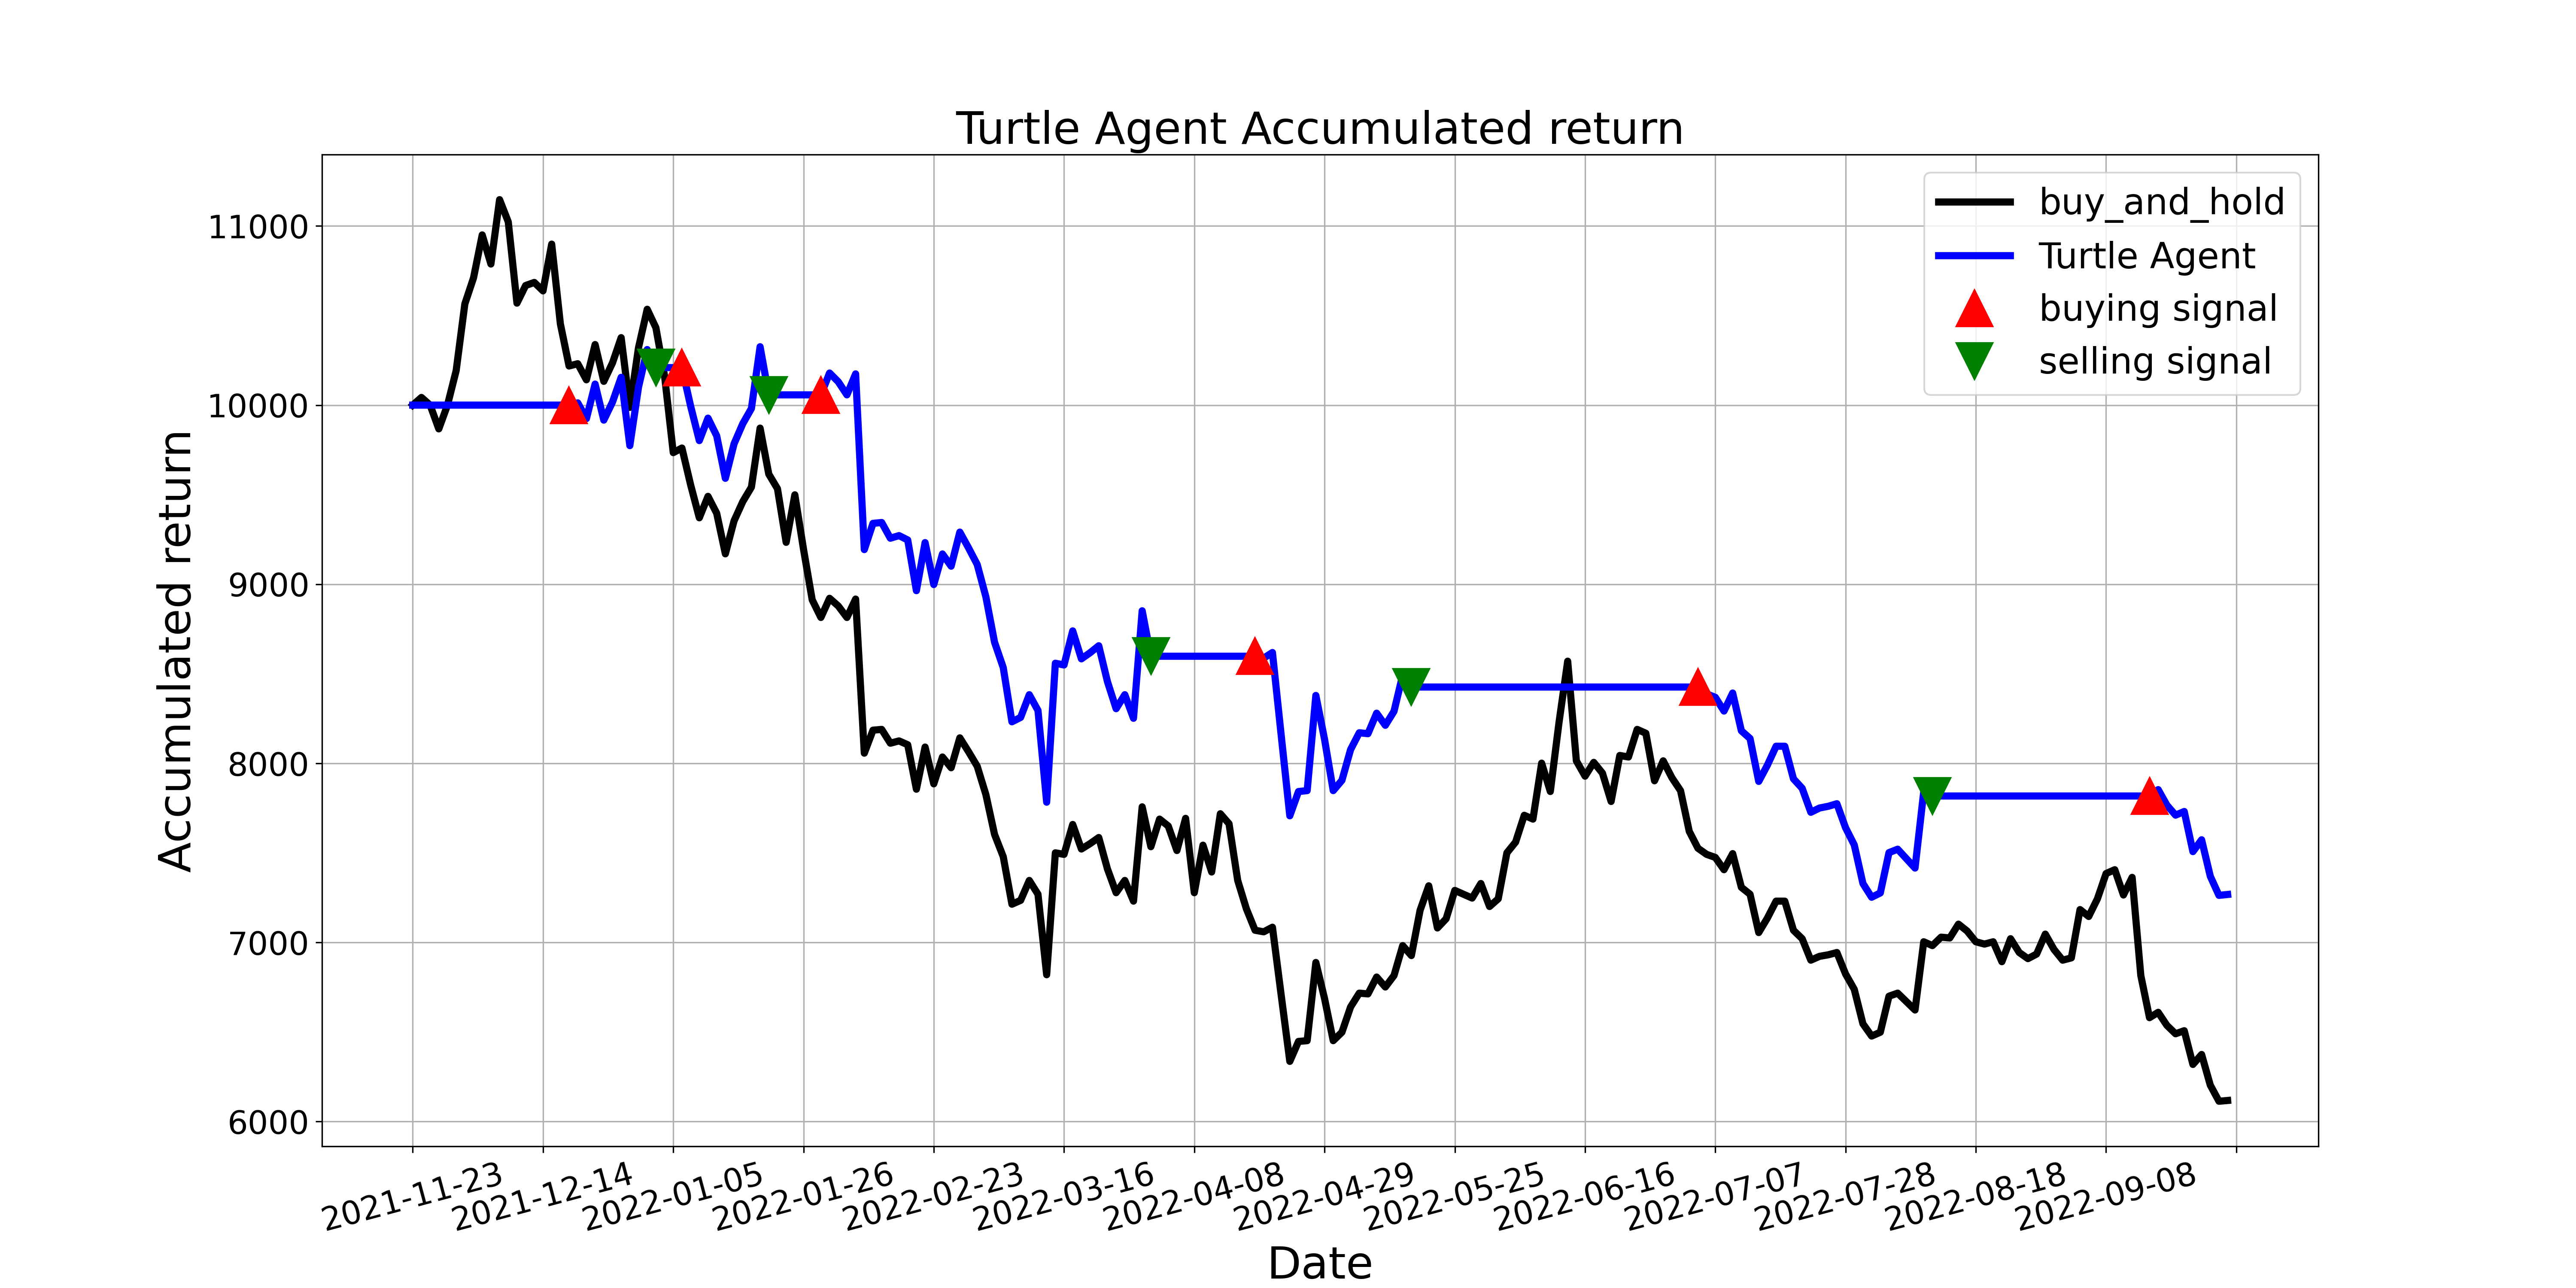 Turtle Agent Accumulated return
buy_and_hold
Turtle Agent
buying signal
selling signal
Accumulated return
11000
10000
9000
8000
7000
6000
2021-11-23
2021-12-14
2022-01-05
2022-01-26
2022-02-23
2022-03-16
2022-04-08
2022-04-29
2022-05-25
2022-06-16
2022-07-07
2022-07-28
2022-08-18
2022-09-08
Date